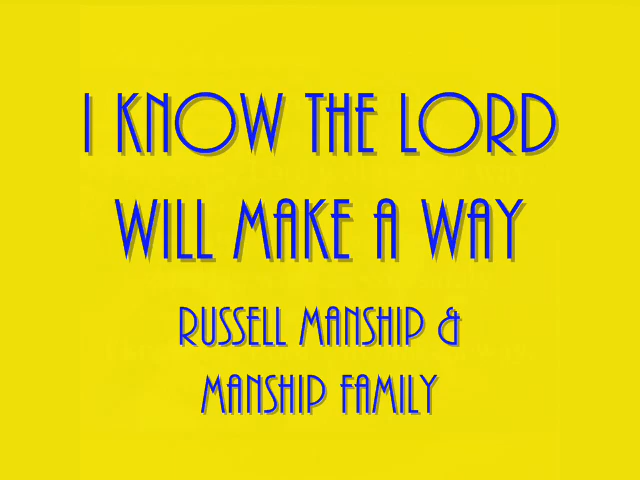 I KNOW THE LORD
WILL MAKE A WAY
RUSSELL MANSHIP &
MANSHIP FAMILY